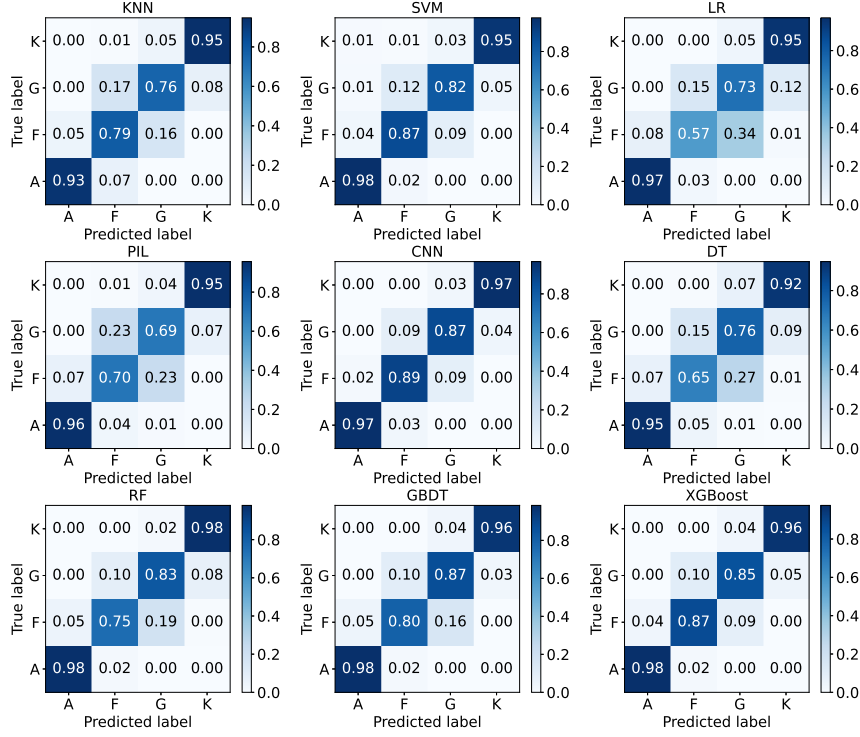 KNN
K 0.00 0.01 0.05 0.95
G 0.00 0.17 0.76 0.08
F 0.05 0.79 0.16 0.00
A 0.93 0.07 0.00 0.00
A F G K
Predicted label
True label
0.8
0.6
0.4
0.2
0.0
SVM
K 0.01 0.01 0.03 0.95
G 0.01 0.12 0.82 0.05
F 0.04 0.87 0.09 0.00
A 0.98 0.02 0.00 0.00
A F G K
Predicted label
True label
0.8
0.6
0.4
0.2
0.0
LR
K 0.00 0.00 0.05 0.95
G 0.00 0.15 0.73 0.12
F 0.08 0.57 0.34 0.01
A 0.97 0.03 0.00 0.00
A F G K
Predicted label
True label
0.8
0.6
0.4
0.2
0.0
PIL
K 0.00 0.01 0.04 0.95
G 0.00 0.23 0.69 0.07
F 0.07 0.70 0.23 0.00
A 0.96 0.04 0.01 0.00
A F G K
Predicted label
True label
0.8
0.6
0.4
0.2
0.0
CNN
K 0.00 0.00 0.03 0.97
G 0.00 0.09 0.87 0.04
F 0.02 0.89 0.09 0.00
A 0.97 0.03 0.00 0.00
A F G K
Predicted label
True label
0.8
0.6
0.4
0.2
0.0
DT
K 0.00 0.00 0.07 0.92
G 0.00 0.15 0.76 0.09
F 0.07 0.65 0.27 0.01
A 0.95 0.05 0.01 0.00
A F G K
Predicted label
True label
0.8
0.6
0.4
0.2
0.0
RF
K 0.00 0.00 0.02 0.98
G 0.00 0.10 0.83 0.08
F 0.05 0.75 0.19 0.00
A 0.98 0.02 0.00 0.00
A F G K
Predicted label
True label
0.8
0.6
0.4
0.2
0.0
GBDT
K 0.00 0.00 0.04 0.96
G 0.00 0.10 0.87 0.03
F 0.05 0.80 0.16 0.00
A 0.98 0.02 0.00 0.00
A F G K
Predicted label
True label
0.8
0.6
0.4
0.2
0.0
XGBoost
K 0.00 0.00 0.04 0.96
G 0.00 0.10 0.85 0.05
F 0.04 0.87 0.09 0.00
A 0.98 0.02 0.00 0.00
A F G K
Predicted label
True label
0.8
0.6
0.4
0.2
0.0